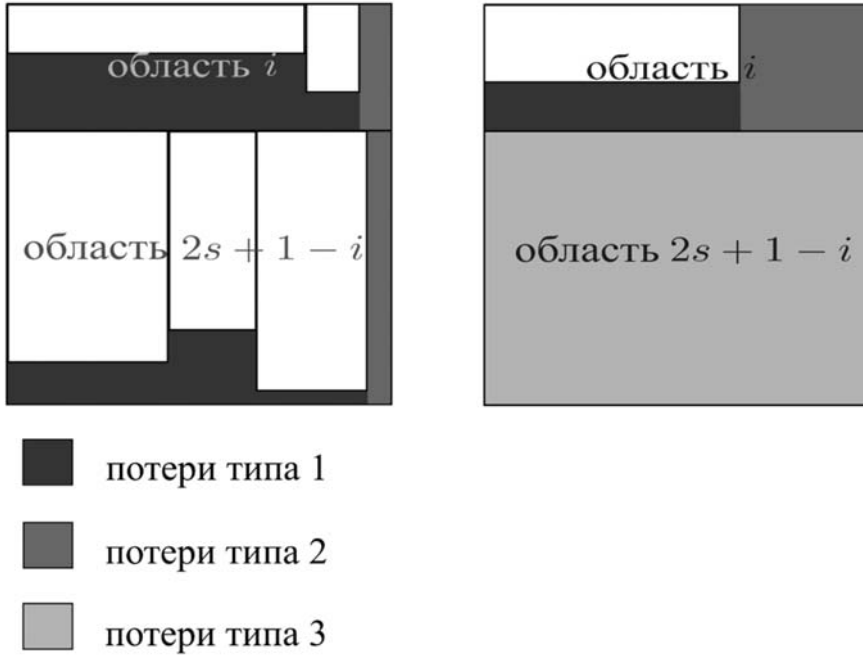 область i
область i
область 2s + 1 − i
область 2s + 1 − i
потери типа 1
потери типа 2
потери типа 3